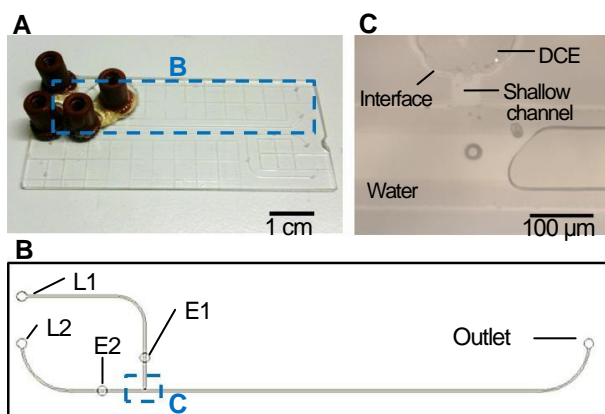 A
B
1 cm
C
DCE
Interface
Shallow
channel
Water
100 µm
B
L1
L2
E1
E2
Outlet
C